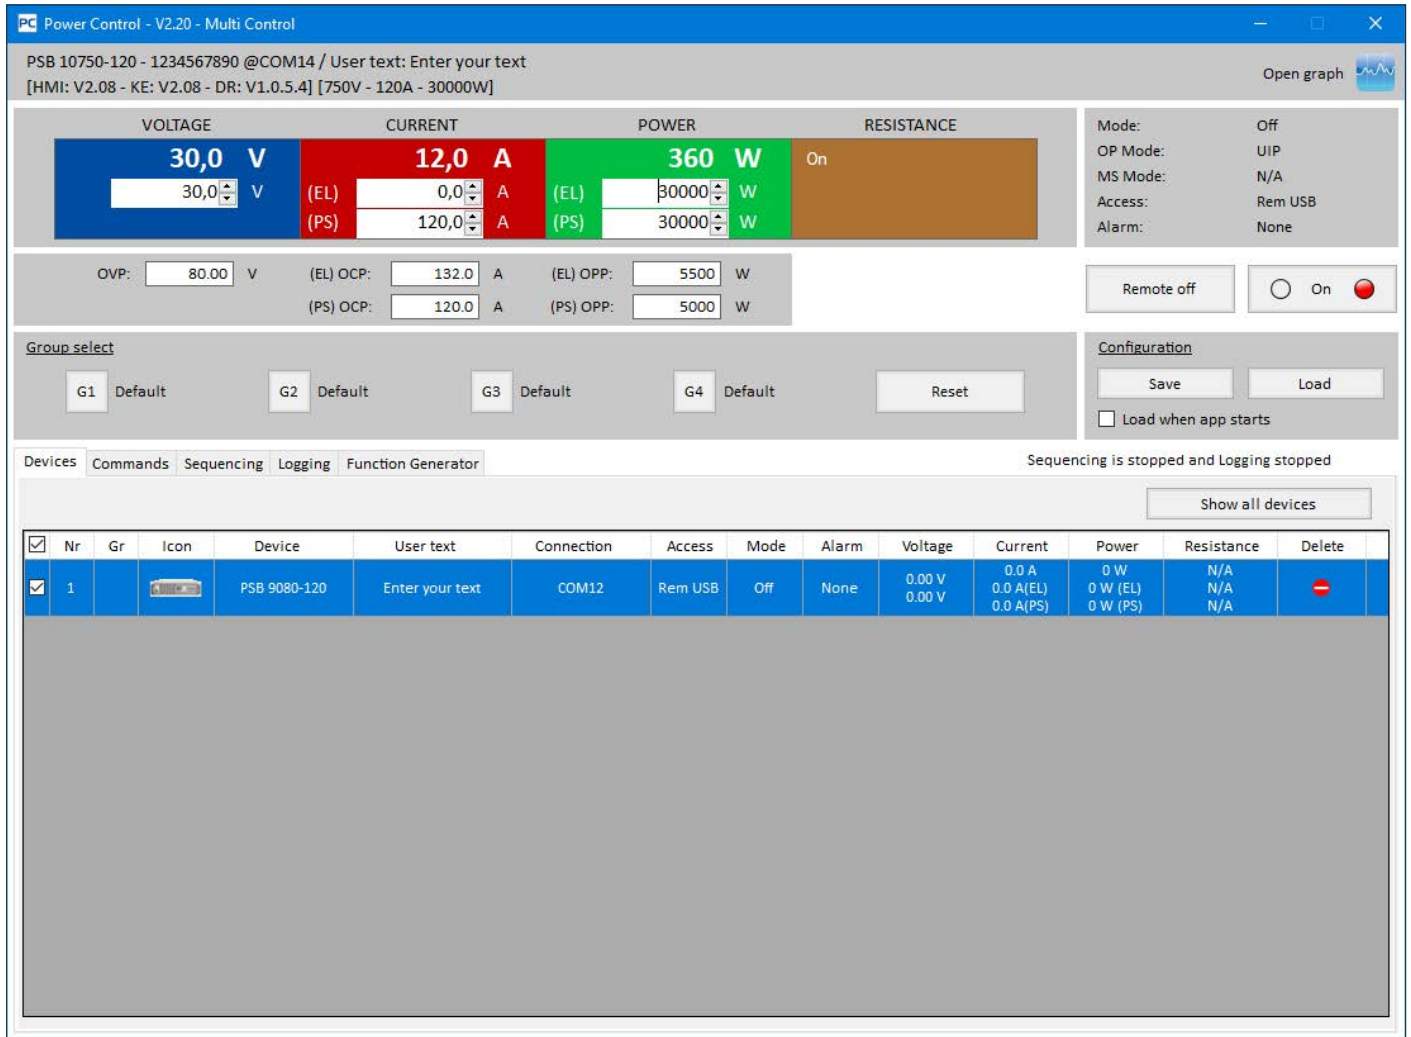 PC Power Control - V2.20 - Multi Control
PSB 10750-120 - 1234567890 @COM14 / User text: Enter your text
[HMI: V2.08 - KE: V2.08 - DR: V1.0.5.4] [750V - 120A - 30000W]
Open graph
VOLTAGE CURRENT POWER RESISTANCE
30,0 V 12,0 A 360 W On
30,0 V (EL) 0,0 A (EL) 30000 W
(PS) 120,0 A (PS) 30000 W
Mode: Off
OP Mode: UIP
MS Mode: N/A
Access: Rem USB
Alarm: None
OVP: 80.00 V (EL) OCP: 132.0 A (EL) OPP: 5500 W
(PS) OCP: 120.0 A (PS) OPP: 5000 W
Remote off On
Group select
G1 Default G2 Default G3 Default G4 Default Reset
Configuration
Save Load
Load when app starts
Devices Commands Sequencing Logging Function Generator
Sequencing is stopped and Logging stopped
Show all devices
Nr Gr Icon Device User text Connection Access Mode Alarm Voltage Current Power Resistance Delete
1 PSB 9080-120 Enter your text COM12 Rem USB Off None
0.00 V
0.00 V
0.0 A
0.0 A(EL)
0.0 A(PS)
0 W
0 W (EL)
0 W (PS)
N/A
N/A
N/A